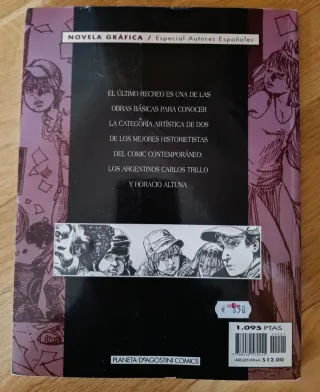 NOVELA GRÁFICA / Especial Autores Españoles
EL ÚLTIMO RECREO ES UNA DE LAS
OBRAS BÁSICAS PARA CONOCER
LA CATEGORÍA ARTÍSTICA DE DOS
DE LOS MEJORES HISTORIETISTAS
DEL COMIC CONTEMPORÁNEO:
LOS ARGENTINOS CARLOS TRILLO
Y HORACIO ALTUNA
1.095 PTAS.
PLANETA-DEAGOSTINI COMICS
ARGENTINA $12.00